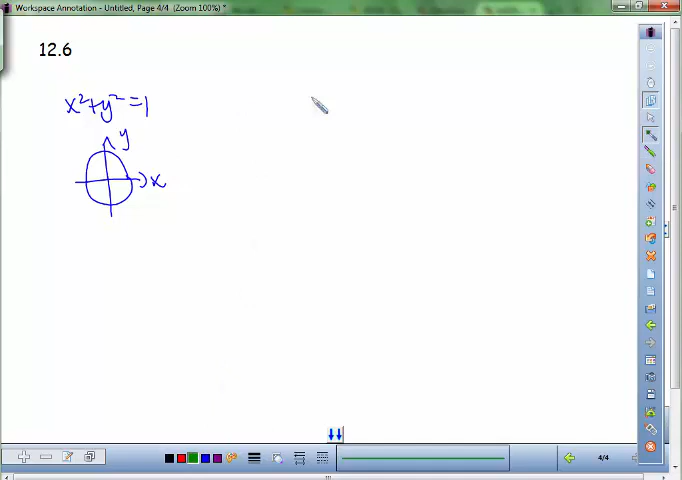 Workspace Annotation - Untitled, Page 4/4 (Zoom 100%) *
12.6
x²+y²=1
y
x
4/4